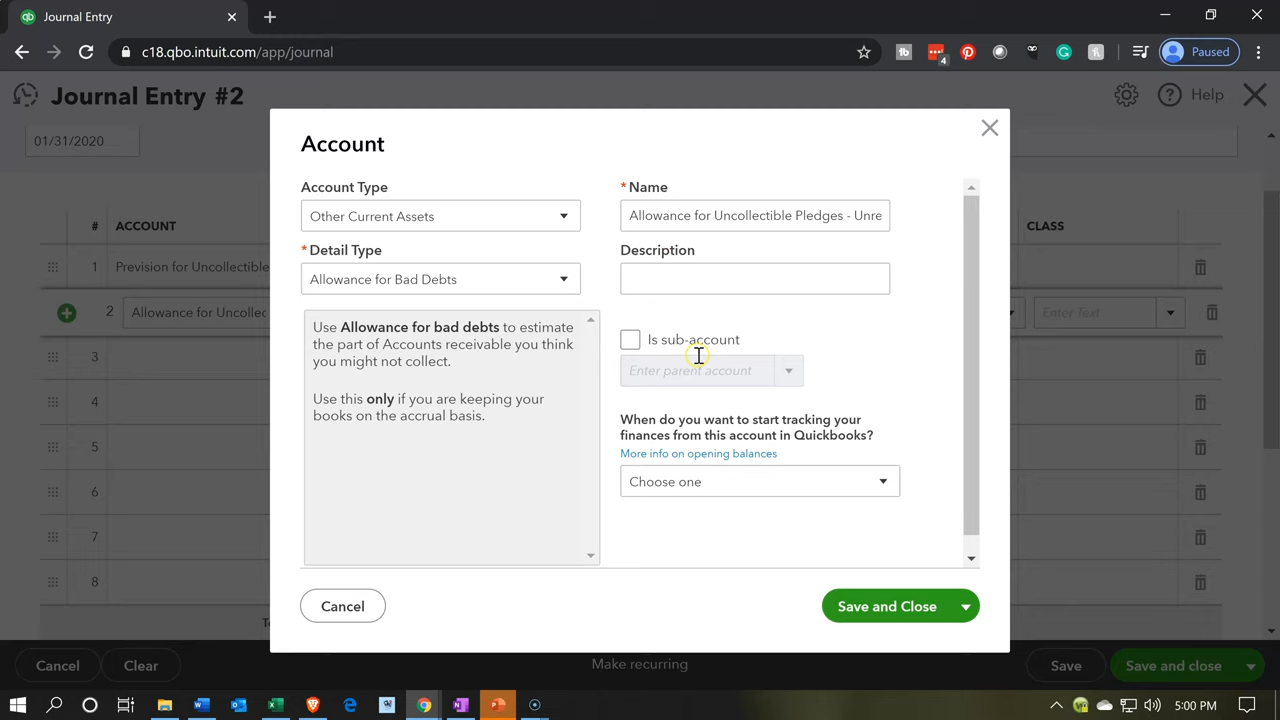 Journal Entry
c18.qbo.intuit.com/app/journal
4
Paused
Journal Entry #2
Help
01/31/2020
# ACCOUNT CLASS
1 Prevision for Uncollectible
2 Allowance for Uncollec Enter Text
3
4
5
6
7
8
Account
Account Type
Other Current Assets
* Detail Type
Allowance for Bad Debts
Use Allowance for bad debts to estimate
the part of Accounts receivable you think
you might not collect.
Use this only if you are keeping your
books on the accrual basis.
* Name
Allowance for Uncollectible Pledges - Unre
Description
Is sub-account
Enter parent account
When do you want to start tracking your
finances from this account in Quickbooks?
More info on opening balances
Choose one
Cancel
Save and Close
Cancel
Clear
Make recurring
Save
Save and close
5:00 PM